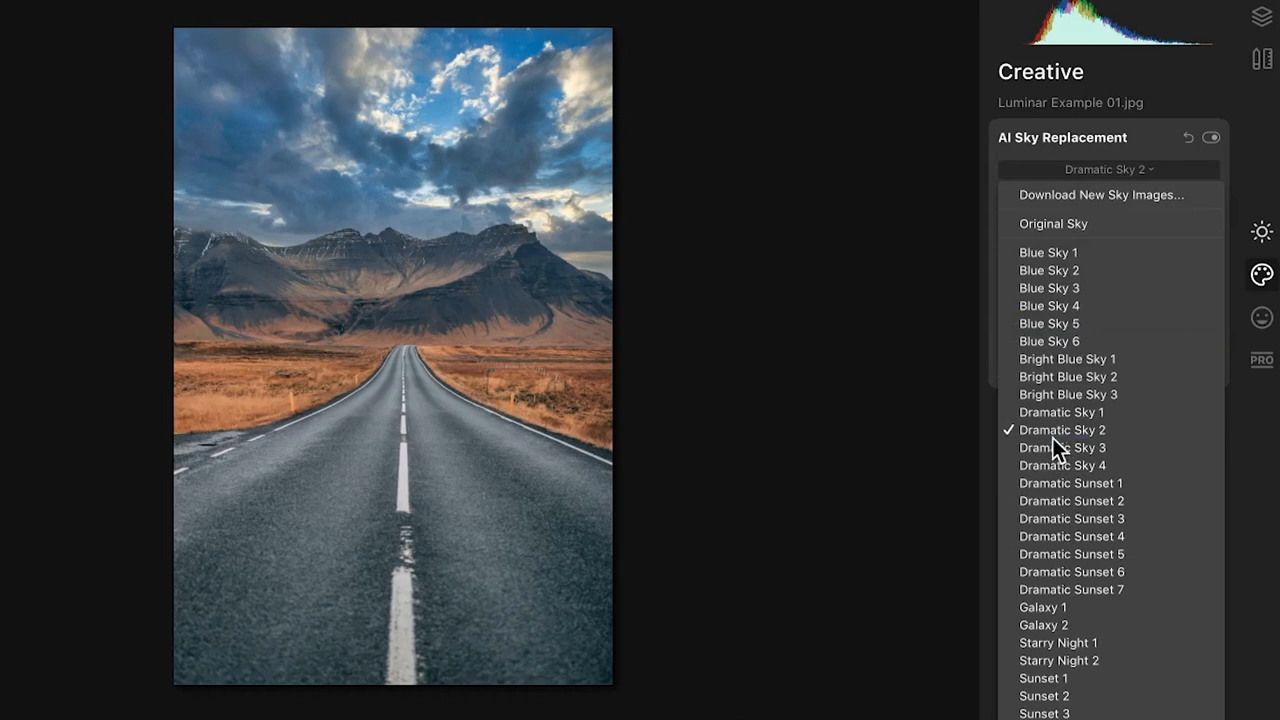 Creative
Luminar Example 01.jpg
AI Sky Replacement
Dramatic Sky 2
Download New Sky Images...
Original Sky
Blue Sky 1
Blue Sky 2
Blue Sky 3
Blue Sky 4
Blue Sky 5
Blue Sky 6
Bright Blue Sky 1
Bright Blue Sky 2
Bright Blue Sky 3
Dramatic Sky 1
Dramatic Sky 2
Dramatic Sky 3
Dramatic Sky 4
Dramatic Sunset 1
Dramatic Sunset 2
Dramatic Sunset 3
Dramatic Sunset 4
Dramatic Sunset 5
Dramatic Sunset 6
Dramatic Sunset 7
Galaxy 1
Galaxy 2
Starry Night 1
Starry Night 2
Sunset 1
Sunset 2
Sunset 3
PRO